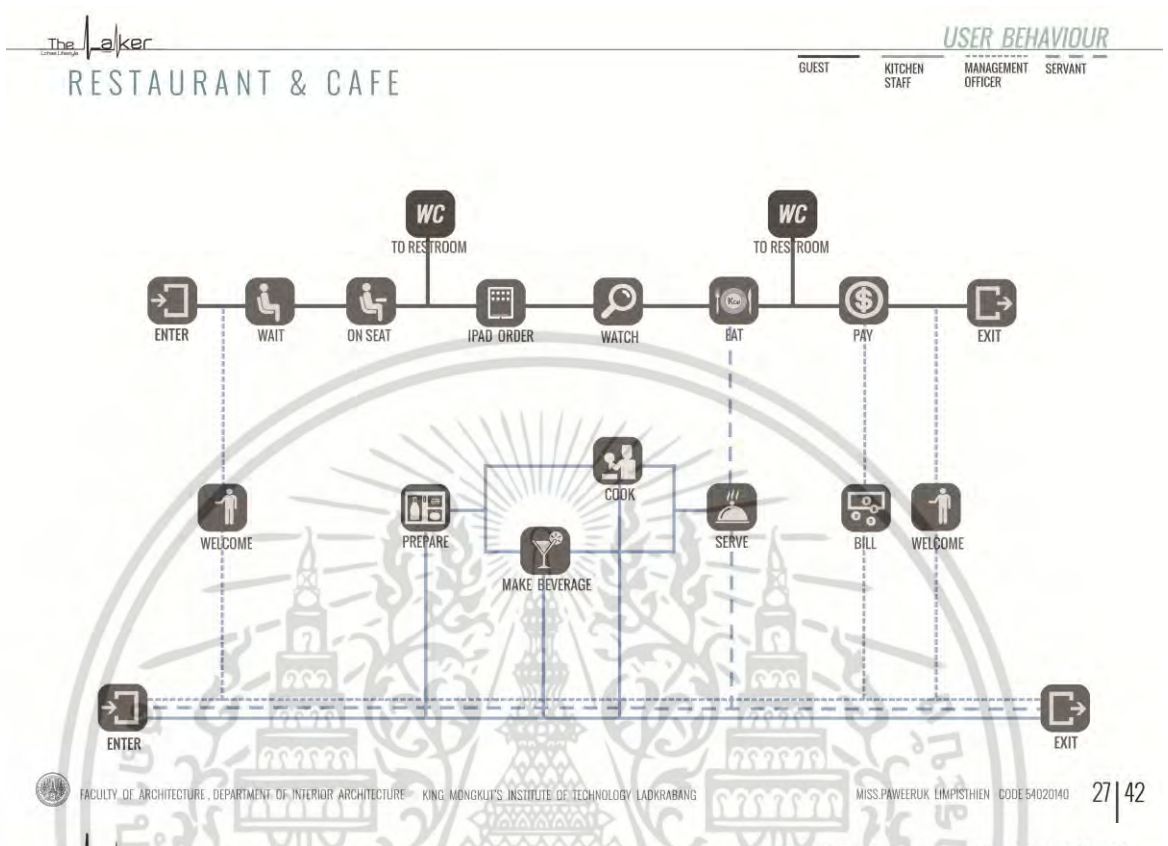 The Laker
USER BEHAVIOUR
RESTAURANT & CAFE
GUEST
KITCHEN
STAFF
MANAGEMENT
OFFICER
SERVANT
WC
WC
TO RESTROOM
TO RESTROOM
ENTER
WAIT
ON SEAT
IPAD ORDER
WATCH
EAT
PAY
EXIT
COOK
WELCOME
PREPARE
SERVE
BILL
WELCOME
MAKE BEVERAGE
ENTER
EXIT
FACULTY OF ARCHITECTURE , DEPARTMENT OF INTERIOR ARCHITECTURE KING MONGKUT'S INSTITUTE OF TECHNOLOGY LADKRABANG
MISS.PAWEERUK LIMPISTHIEN CODE 54020140
27|42